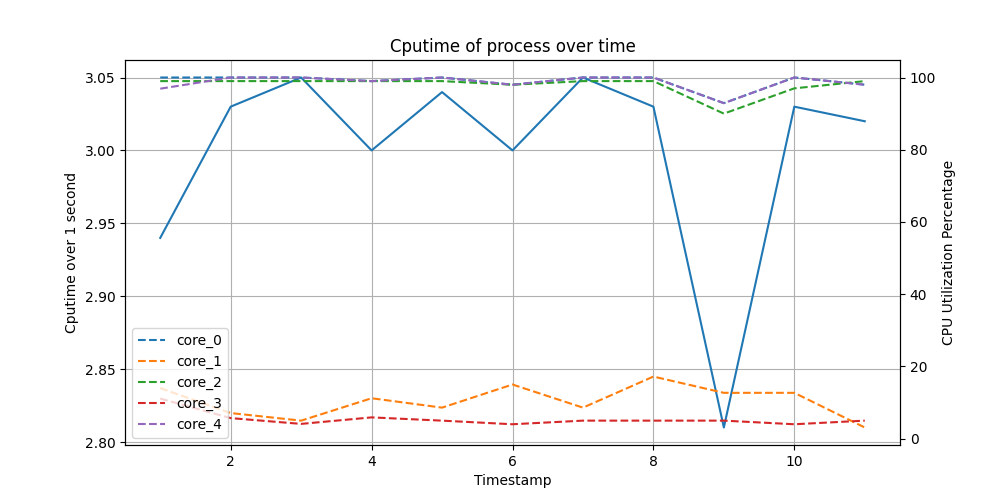 Cputime of process over time
Cputime over 1 second
3.05
3.00
2.95
2.90
2.85
2.80
100
80
60
40
20
0
CPU Utilization Percentage
core_0
core_1
core_2
core_3
core_4
2
4
6
8
10
Timestamp